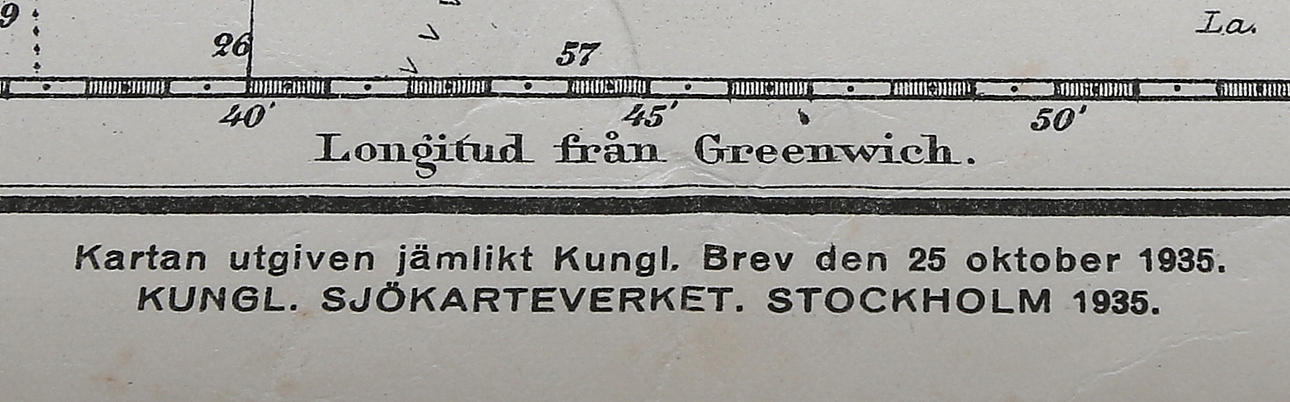 9
La.
26
57
40' 45' 50'
Longitud från Greenwich.
Kartan utgiven jämlikt Kungl. Brev den 25 oktober 1935.
KUNGL. SJÖKARTEVERKET. STOCKHOLM 1935.